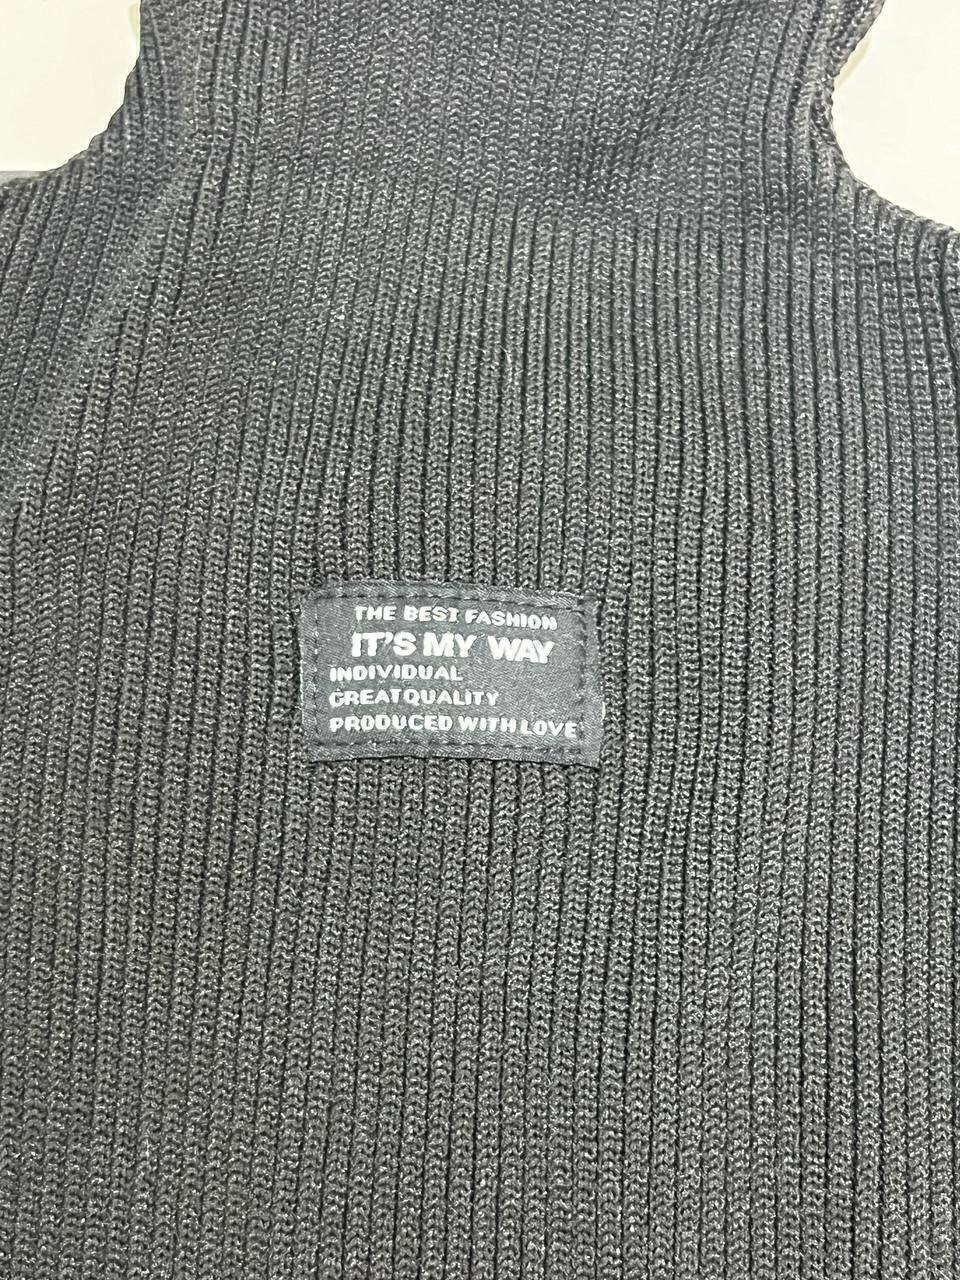 THE BEST FASHION
IT'S MY WAY
INDIVIDUAL
GREATQUALITY
PRODUCED WITH LOVE